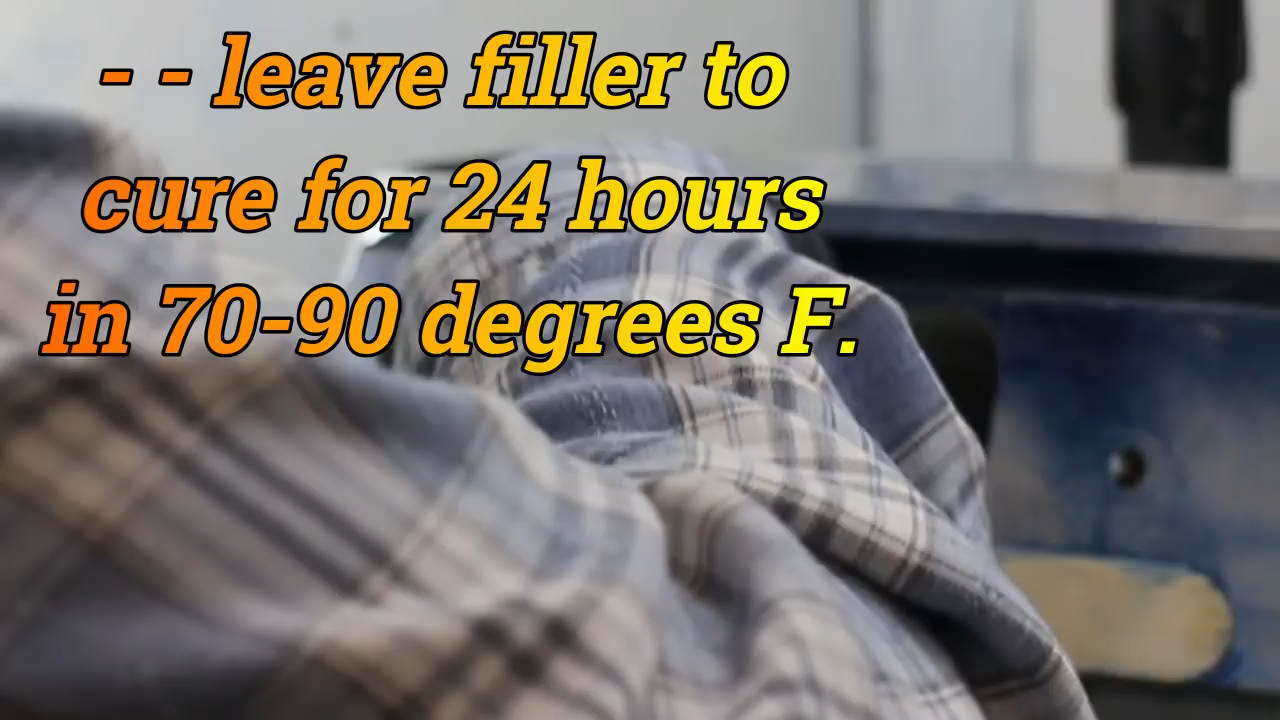 - - leave filler to
cure for 24 hours
in 70-90 degrees F.